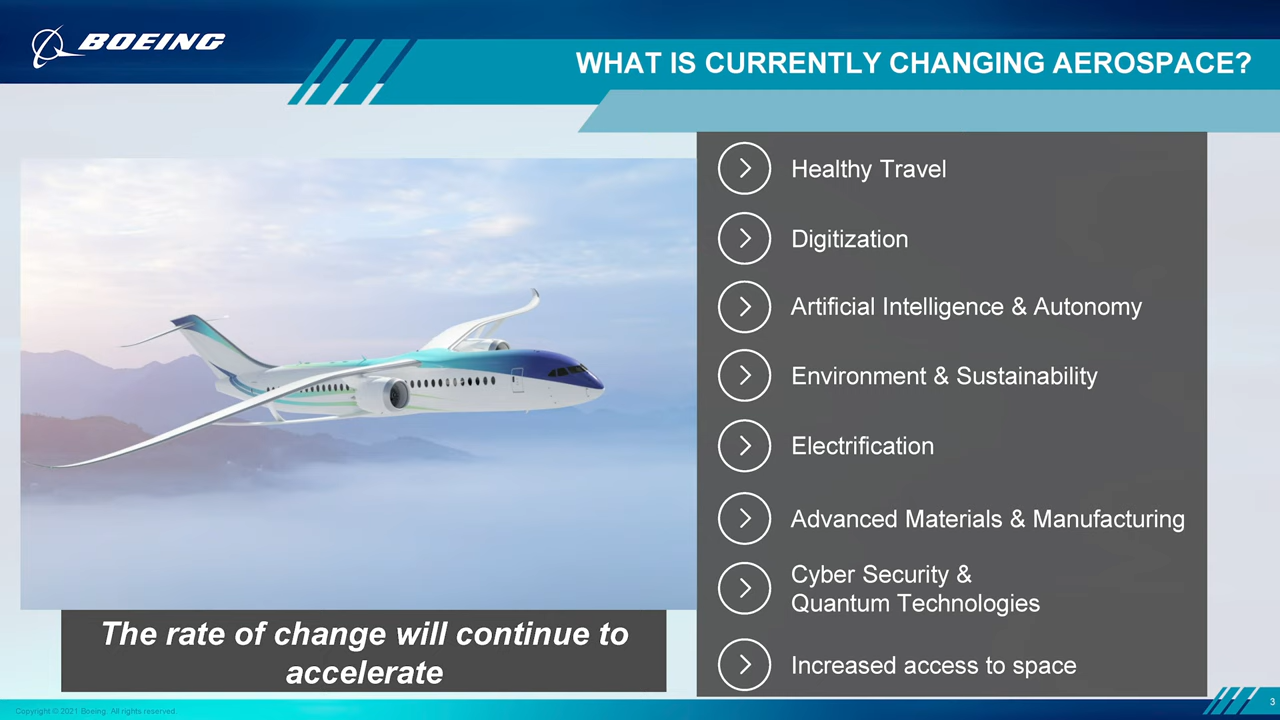 BOEING
WHAT IS CURRENTLY CHANGING AEROSPACE?
Healthy Travel
Digitization
Artificial Intelligence & Autonomy
Environment & Sustainability
Electrification
Advanced Materials & Manufacturing
Cyber Security &
Quantum Technologies
Increased access to space
The rate of change will continue to
accelerate
Copyright © 2021 Boeing. All rights reserved.
3